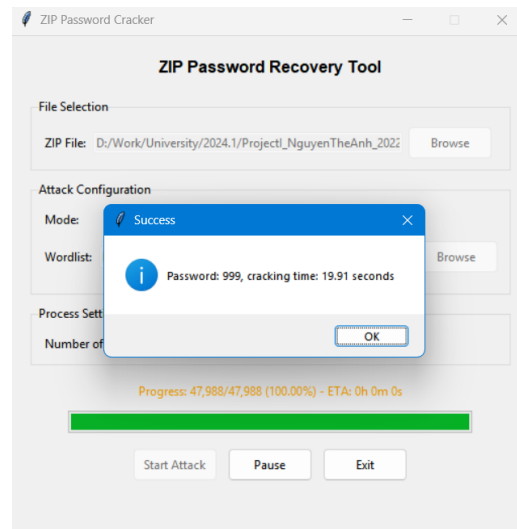 ZIP Password Cracker
ZIP Password Recovery Tool
File Selection
ZIP File: D:/Work/University/2024.1/ProjectI_NguyenTheAnh_2022 Browse
Attack Configuration
Mode:
Success
Wordlist: Browse
Password: 999, cracking time: 19.91 seconds
OK
Process Sett
Number of
Progress: 47,988/47,988 (100.00%) - ETA: 0h 0m 0s
Start Attack Pause Exit